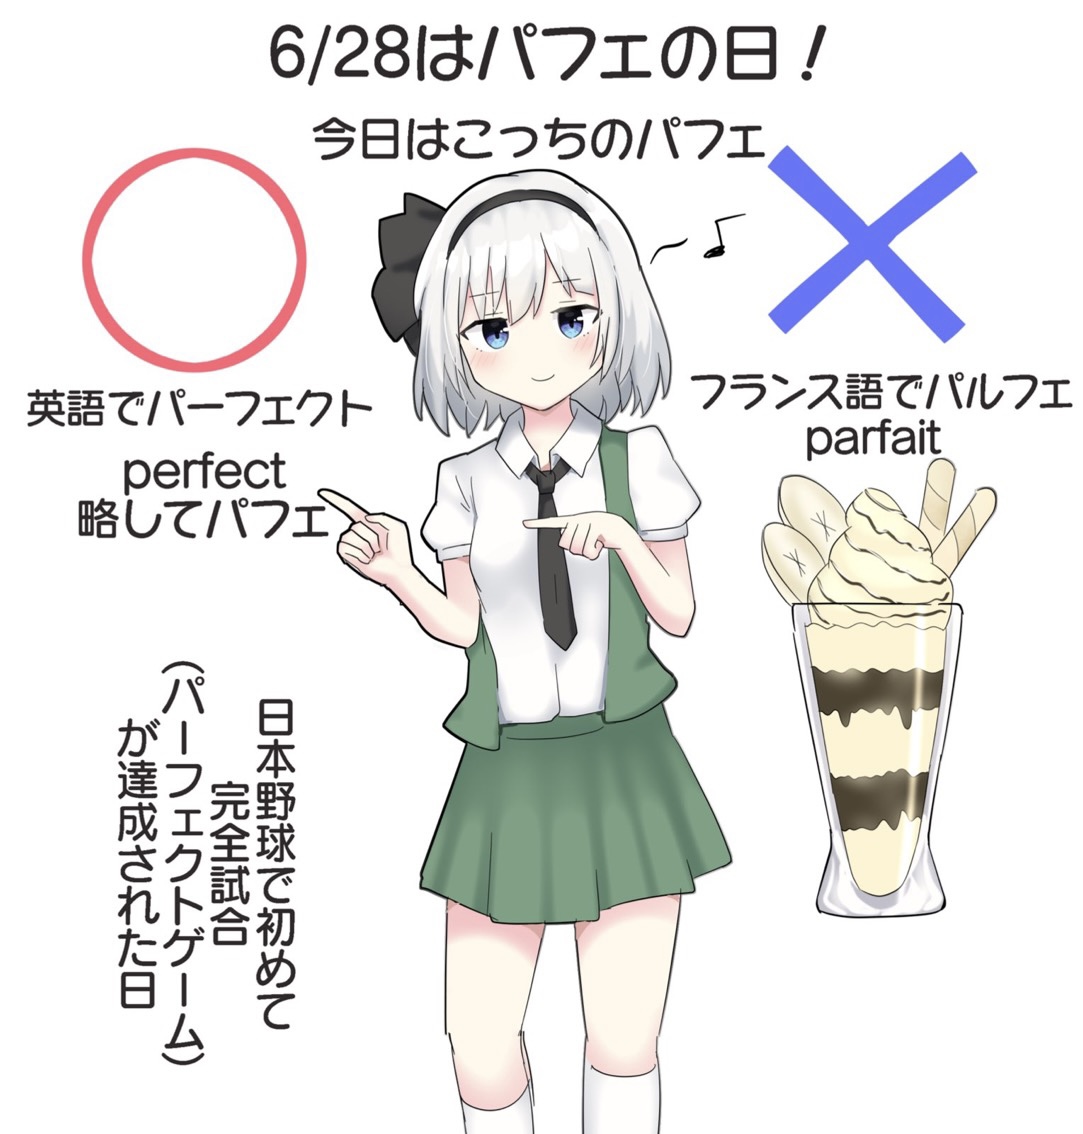 6/28はパフェの日！
今日はこっちのパフェ
英語でパーフェクト
perfect
略してパフェ
フランス語でパルフェ
parfait
日本野球で初めて
完全試合
(パーフェクトゲーム)
が達成された日